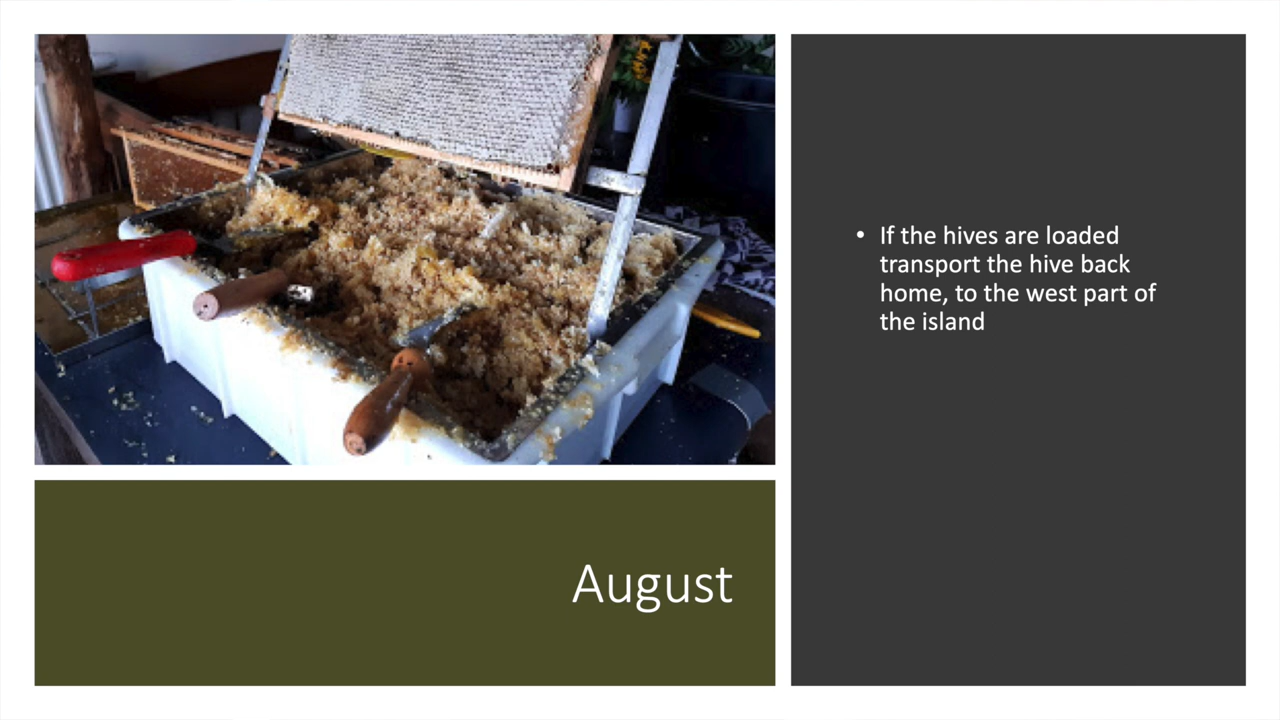 • If the hives are loaded
transport the hive back
home, to the west part of
the island
August